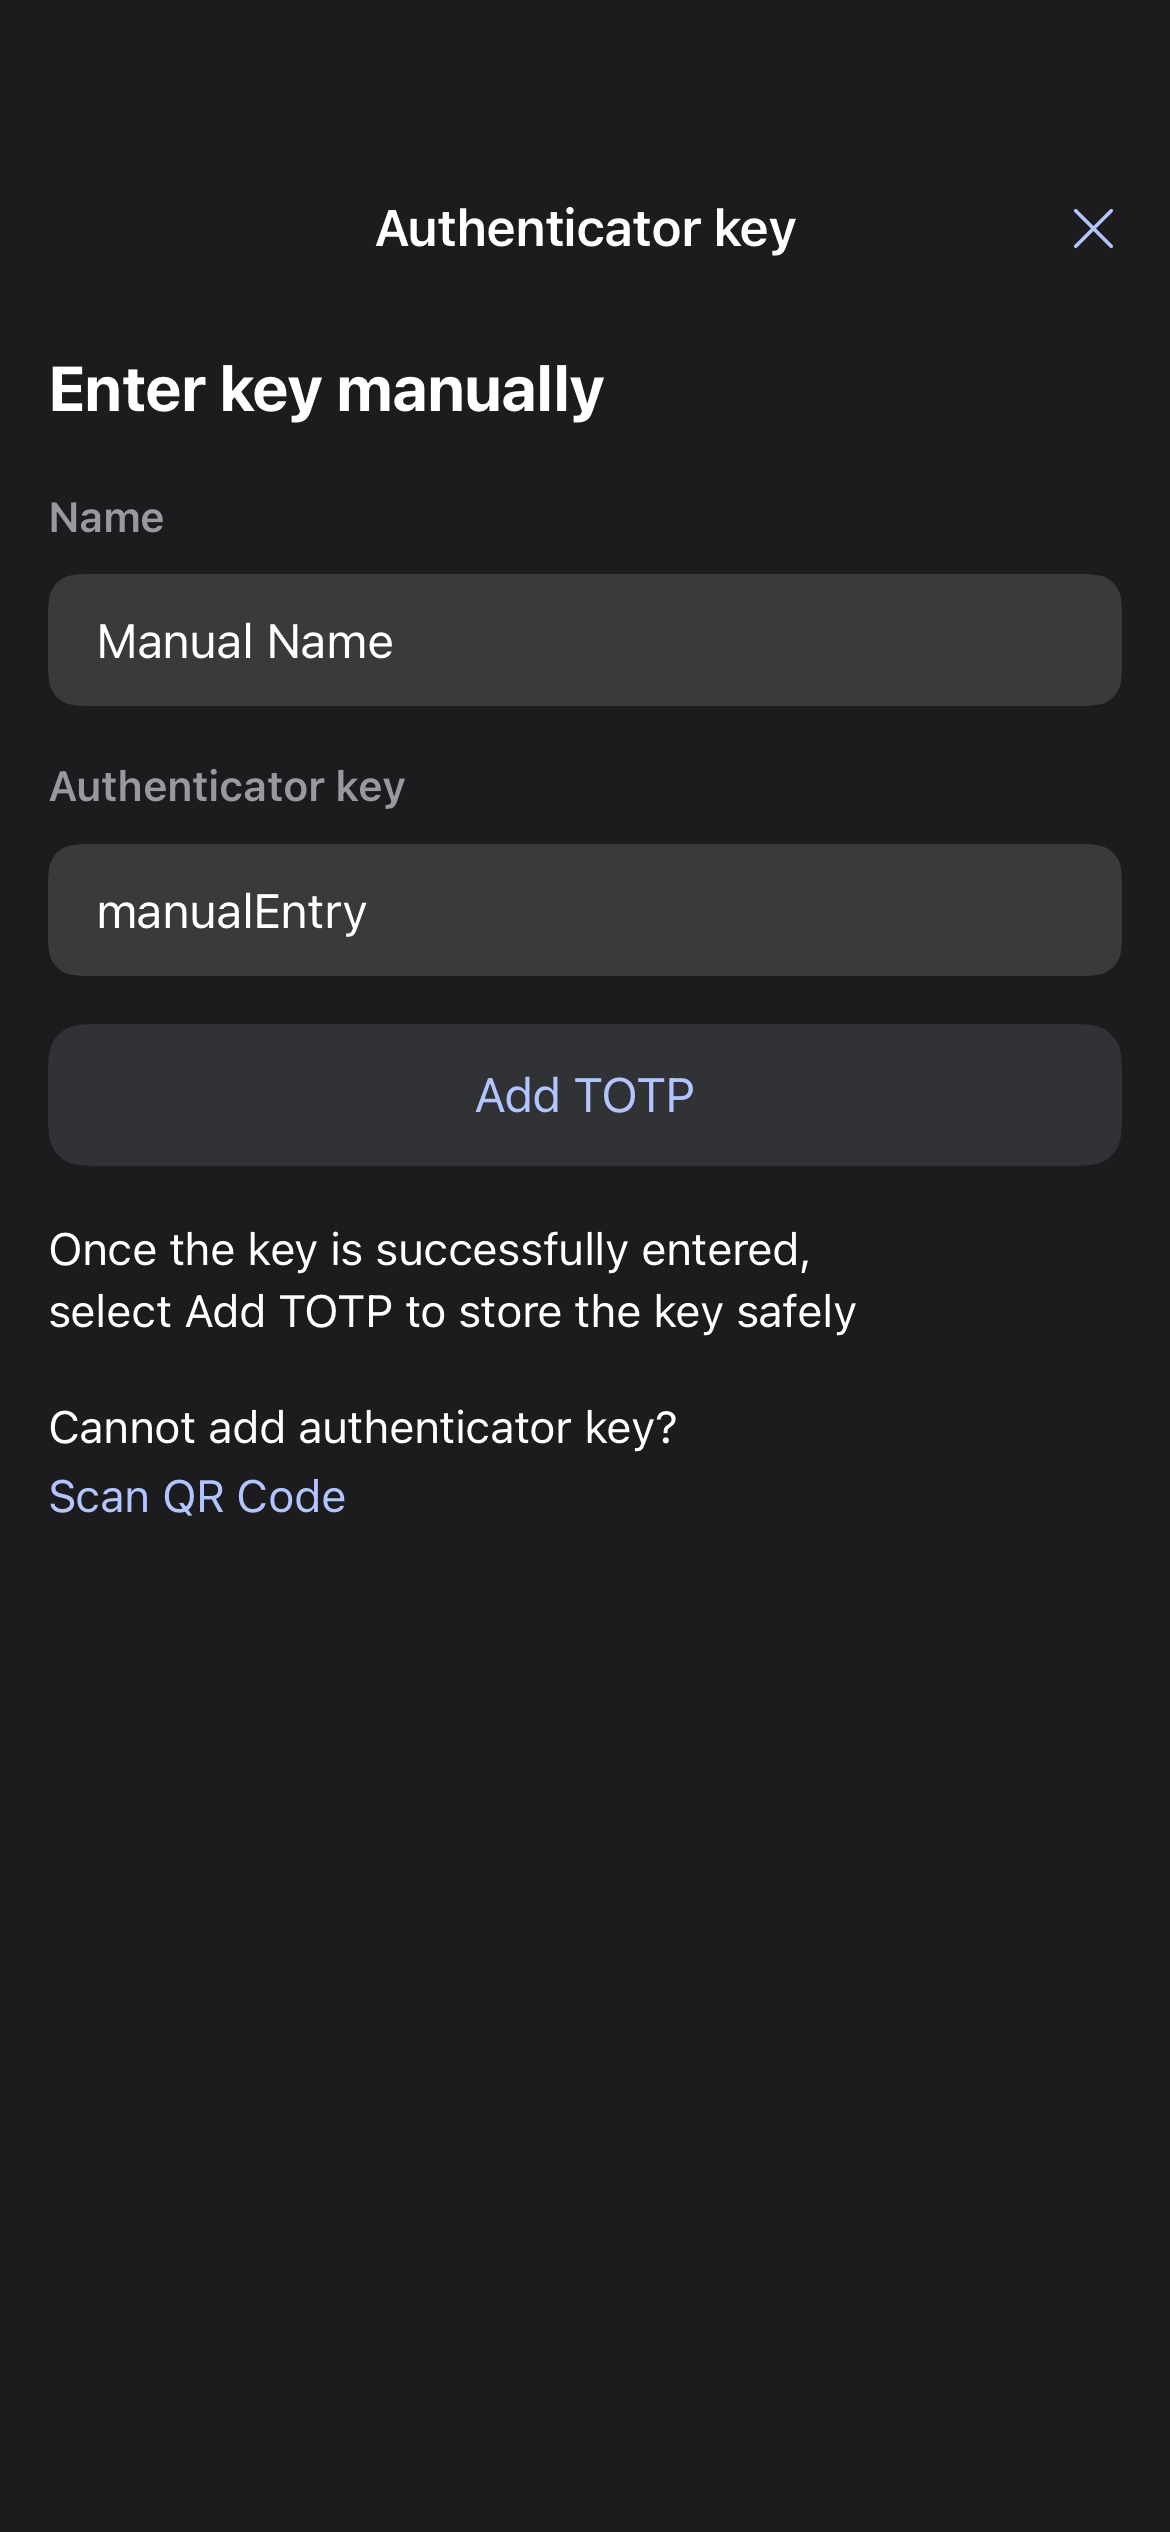 Authenticator key
Enter key manually
Name
Manual Name
Authenticator key
manualEntry
Add TOTP
Once the key is successfully entered,
select Add TOTP to store the key safely
Cannot add authenticator key?
Scan QR Code